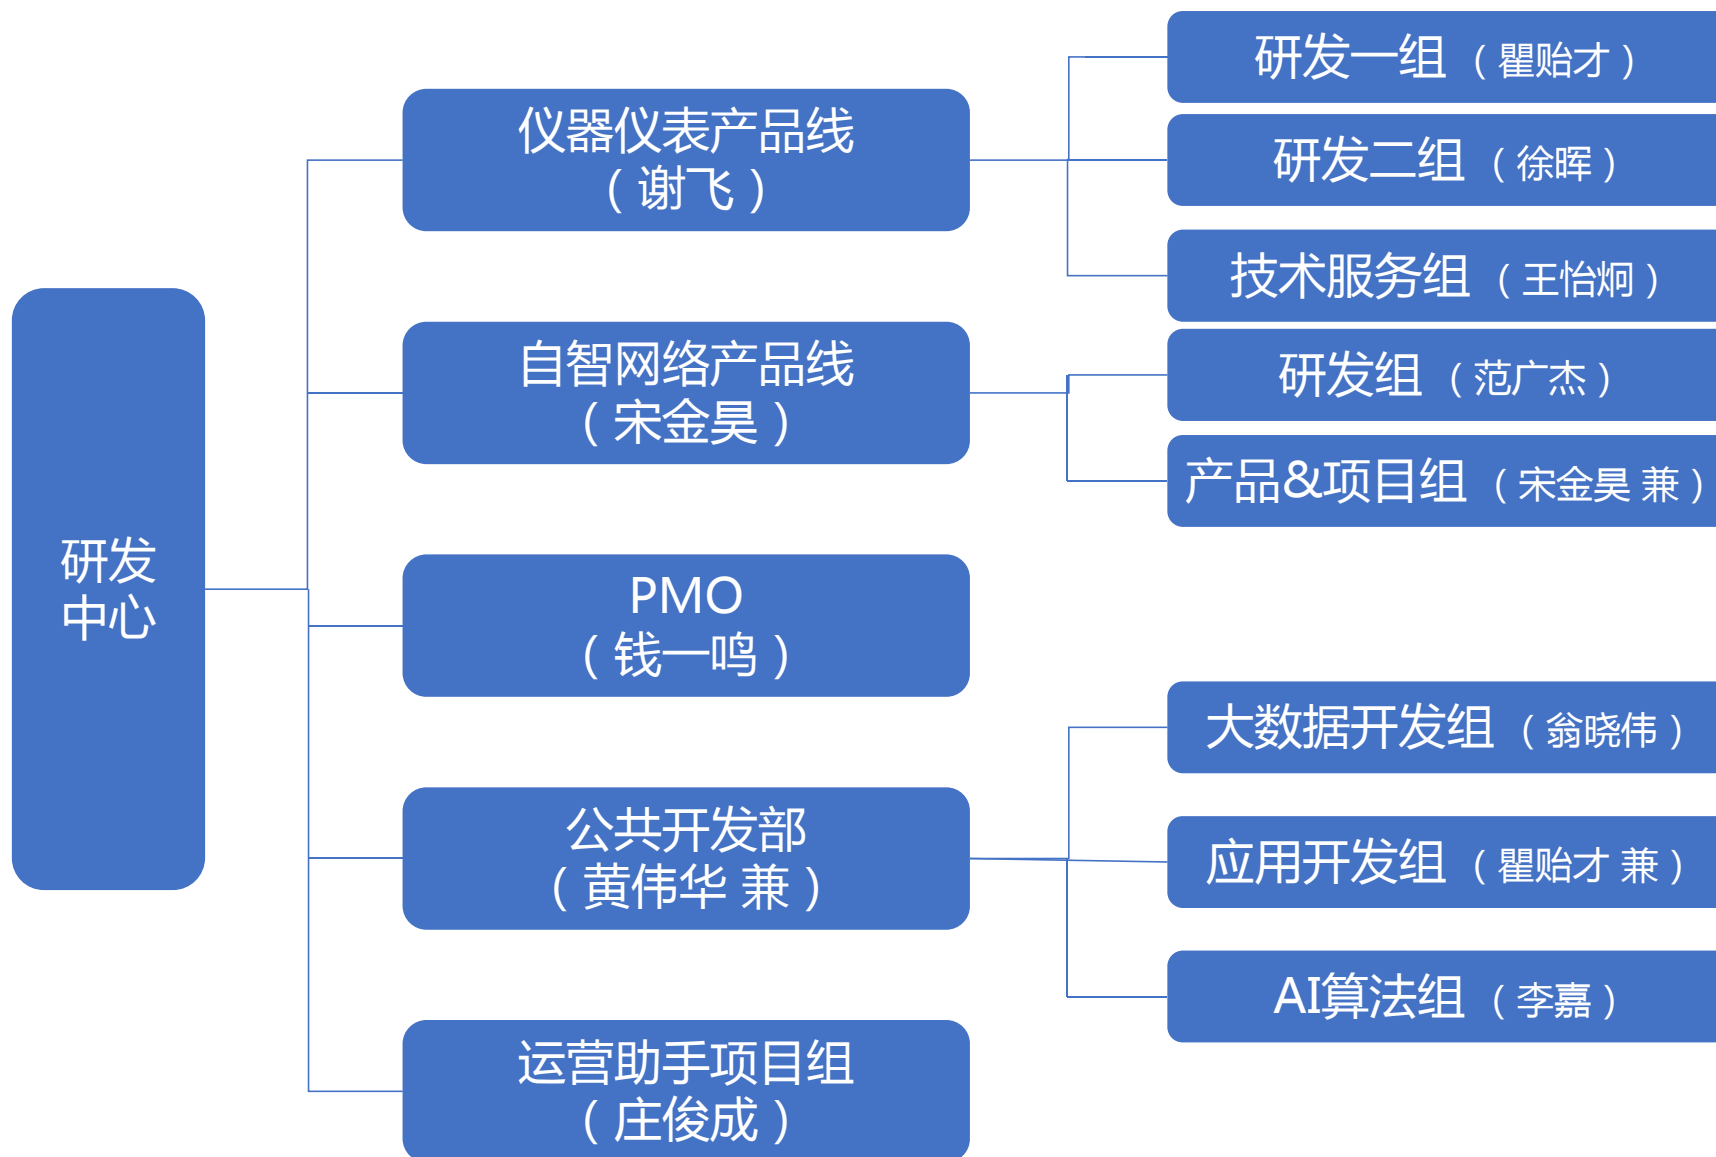 研发
中心
仪器仪表产品线
（谢飞）
研发一组（瞿贻才）
研发二组（徐晖）
技术服务组（王怡炯）
自智网络产品线
（宋金昊）
研发组（范广杰）
产品&项目组（宋金昊 兼）
PMO
（钱一鸣）
公共开发部
（黄伟华 兼）
大数据开发组（翁晓伟）
应用开发组（瞿贻才 兼）
AI算法组（李嘉）
运营助手项目组
（庄俊成）